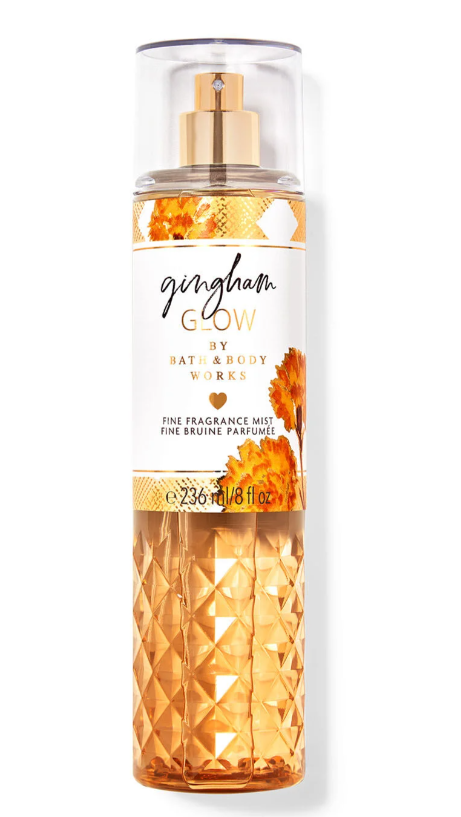 gingham
GLOW
BY
BATH & BODY
WORKS
FINE FRAGRANCE MIST
FINE BRUINE PARFUMÉE
℮ 236 ml/8 fl oz